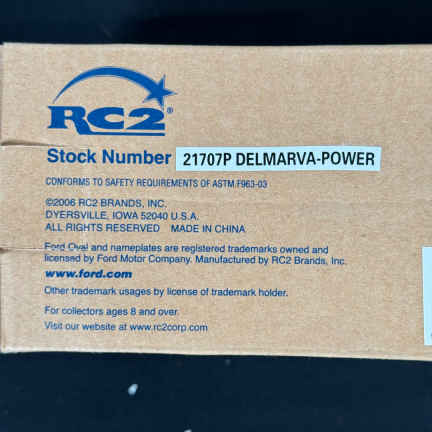 RC2®
Stock Number 21707P DELMARVA-POWER
CONFORMS TO SAFETY REQUIREMENTS OF ASTM F963-03
©2006 RC2 BRANDS, INC.
DYERSVILLE, IOWA 52040 U.S.A.
ALL RIGHTS RESERVED MADE IN CHINA
Ford Oval and nameplates are registered trademarks owned and
licensed by Ford Motor Company. Manufactured by RC2 Brands, Inc.
www.ford.com
Other trademark usages by license of trademark holder.
For collectors ages 8 and over.
Visit our website at www.rc2corp.com